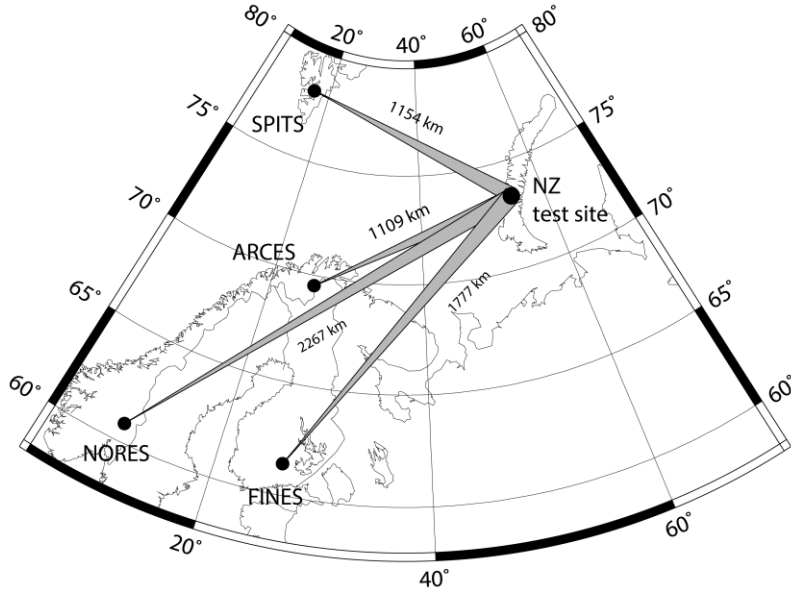 80˚
20˚
40˚
60˚
80˚
75˚
SPITS
1154 km
75˚
NZ
test site
70˚
70˚
1109 km
ARCES
1777 km
65˚
65˚
2267 km
60˚
60˚
NORES
FINES
20˚
40˚
60˚